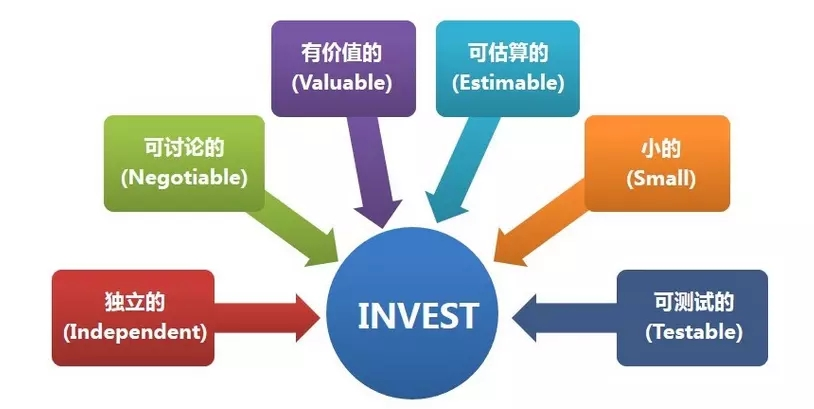 有价值的
(Valuable)
可估算的
(Estimable)
可讨论的
(Negotiable)
小的
(Small)
独立的
(Independent)
INVEST
可测试的
(Testable)